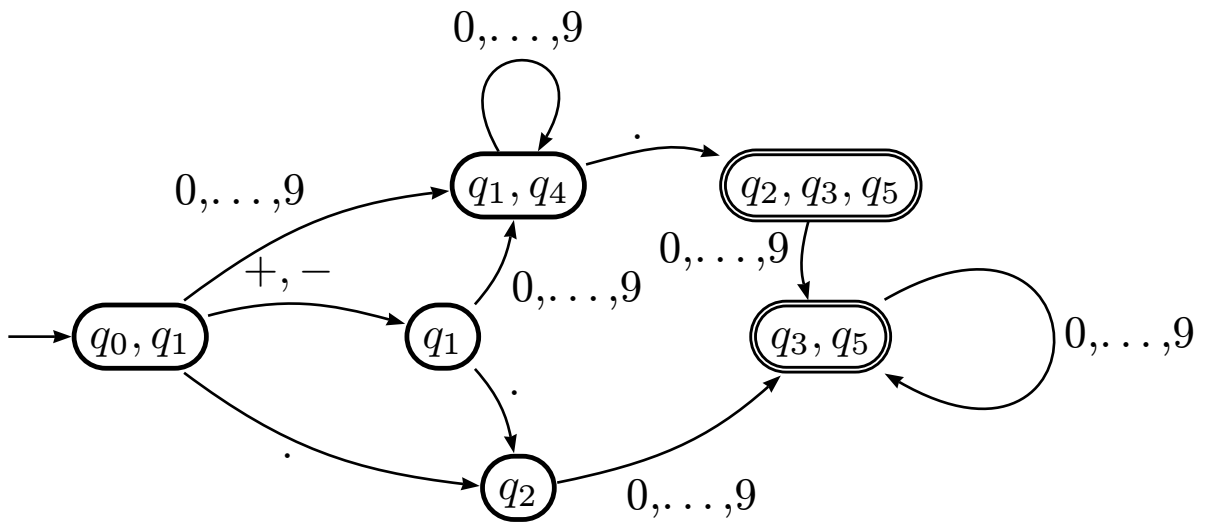 0,...,9
.
0,...,9
q₁, q₄
q₂, q₃, q₅
+, −
0,...,9
0,...,9
q₀, q₁
q₁
q₃, q₅
0,...,9
.
.
q₂
0,...,9